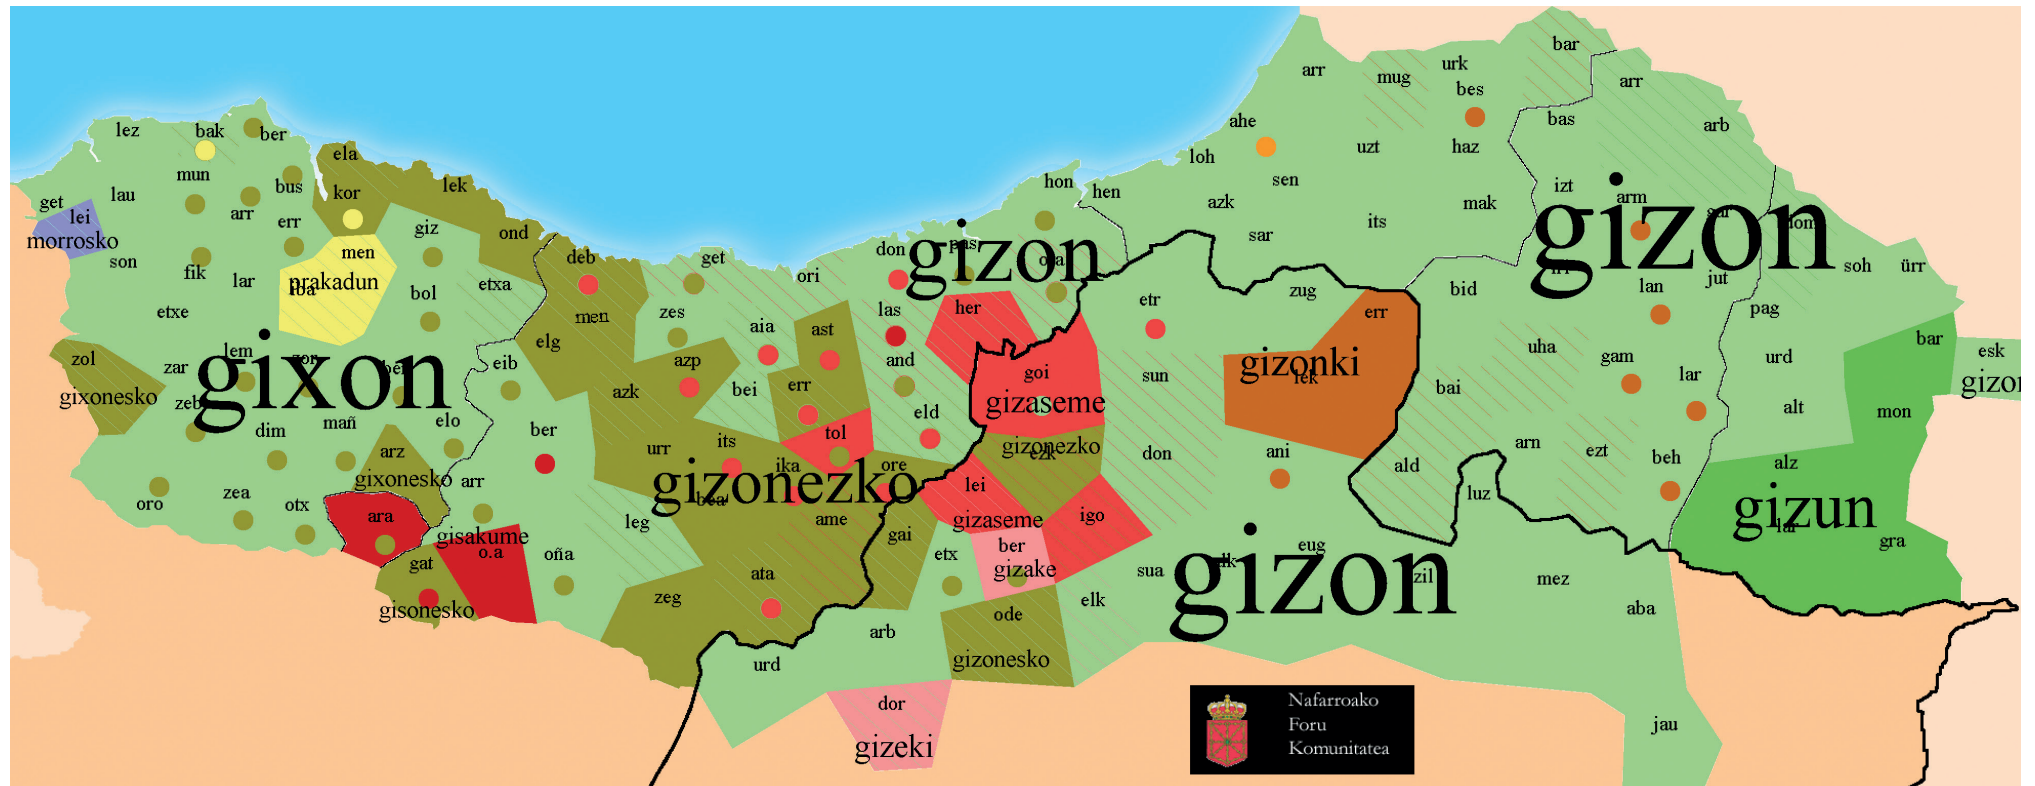 bar
arr
mug
urk
bes
arr
lez
bak
ber
ahe
bas
arb
uzt
haz
loh
ela
mun
bus
kor
lek
hon
hen
sen
izt
arm
get
lei
lau
arr
err
azk
its
mak
sar
morrosko
giz
ond
don
pas
gizon
gizon
dom
son
fik
lar
men
prakadun
bol
etxa
deb
get
ori
soh
ürr
etxe
men
zes
las
her
etr
zug
bid
lan
jut
pag
err
zol
zar
lem
gixon
elg
aia
ast
eib
azp
and
goi
sun
gizonki
uha
gam
lar
urd
bar
esk
gixonesko
zeb
azk
bei
err
gizaseme
bai
alt
mon
dim
mañ
elo
ber
eld
arz
urr
its
tol
gizonezko
don
ani
arn
ezt
beh
ald
alz
gixonesko
ika
ore
gizonezko
oro
zea
otx
arr
lei
luz
gizun
ara
leg
bea
ame
gizaseme
igo
gisakume
o.a
oña
gai
etx
ber
gizake
sua
eug
gizon
gra
gat
ata
zil
mez
aba
gisonesko
zeg
ode
elk
arb
urd
gizonesko
dor
gizeki
jau
Nafarroako
Foru
Komunitatea